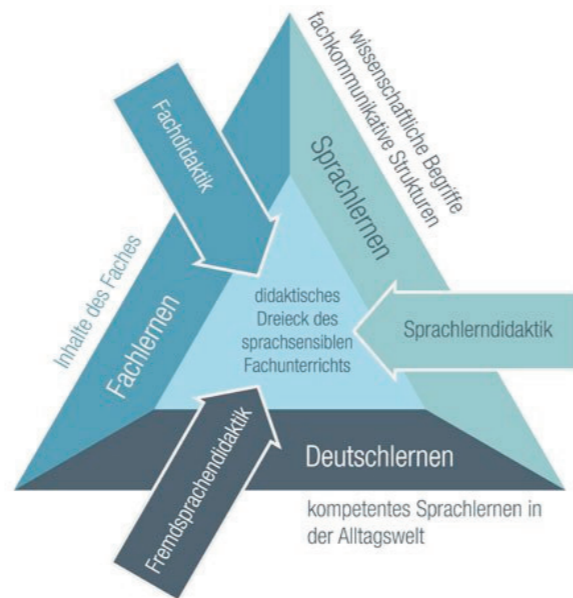 wissenschaftliche Begriffe
fachkommunikative Strukturen
Fachdidaktik
Sprachlernen
Inhalte des Faches
Fachlernen
didaktisches
Dreieck des
sprachsensiblen
Fachunterrichts
Sprachlerndidaktik
Fremdsprachendidaktik
Deutschlernen
kompetentes Sprachlernen in
der Alltagswelt